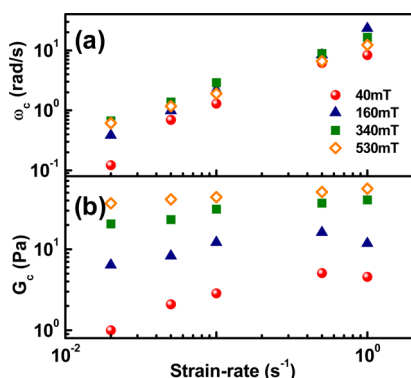 (a)
ω_c (rad/s)
10^1
10^0
10^-1
40mT
160mT
340mT
530mT
(b)
G_c (Pa)
10^1
10^0
10^-2
10^-1
10^0
Strain-rate (s^-1)